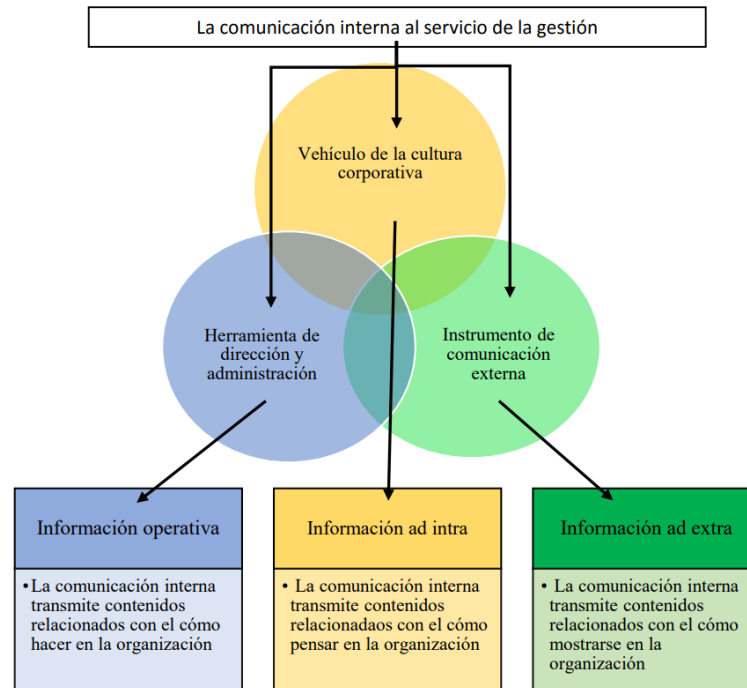 La comunicación interna al servicio de la gestión
Vehículo de la cultura
corporativa
Herramienta de
dirección y
administración
Instrumento de
comunicación
externa
Información operativa
•La comunicación interna
transmite contenidos
relacionados con el cómo
hacer en la organización
Información ad intra
• La comunicación interna
transmite contenidos
relacionadaos con el cómo
pensar en la organización
Información ad extra
• La comunicación interna
transmite contenidos
relacionados con el cómo
mostrarse en la
organización